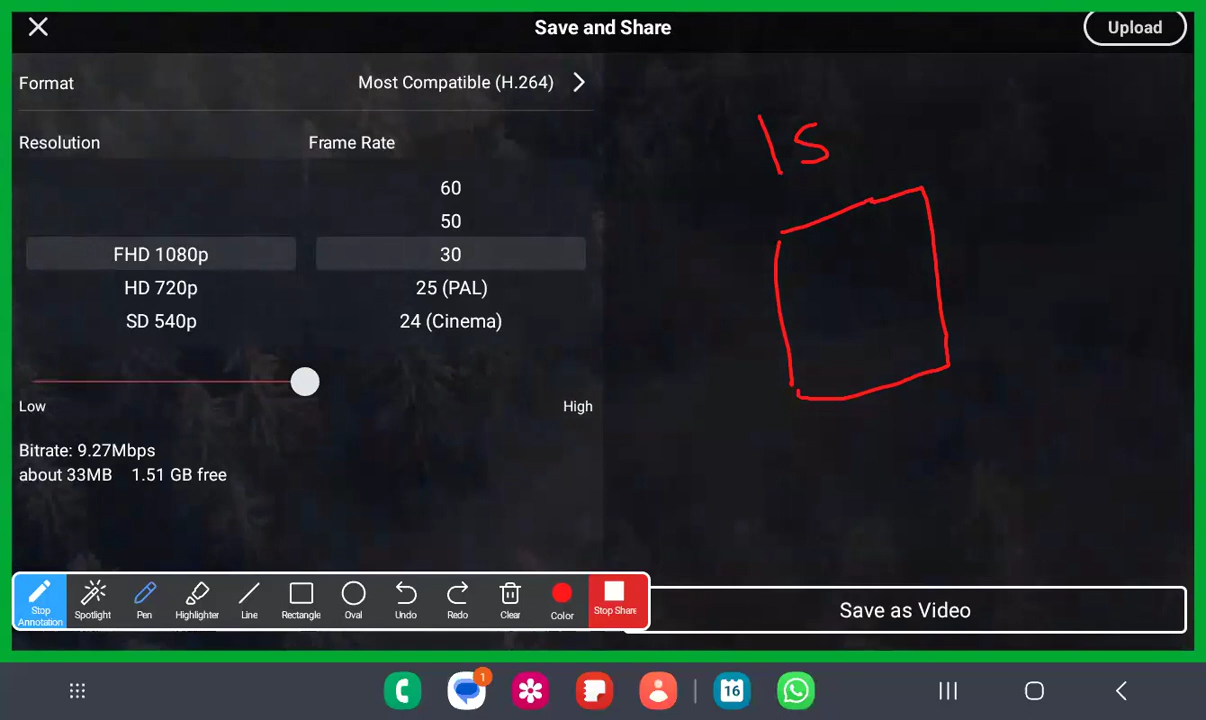 Save and Share
Upload
Format
Most Compatible (H.264)
Resolution
Frame Rate
1s
60
50
FHD 1080p
30
HD 720p
25 (PAL)
SD 540p
24 (Cinema)
Low
High
Bitrate: 9.27Mbps
about 33MB 1.51 GB free
Stop Annotation
Spotlight
Pen
Highlighter
Line
Rectangle
Oval
Undo
Redo
Clear
Color
Stop Share
Save as Video
1
16